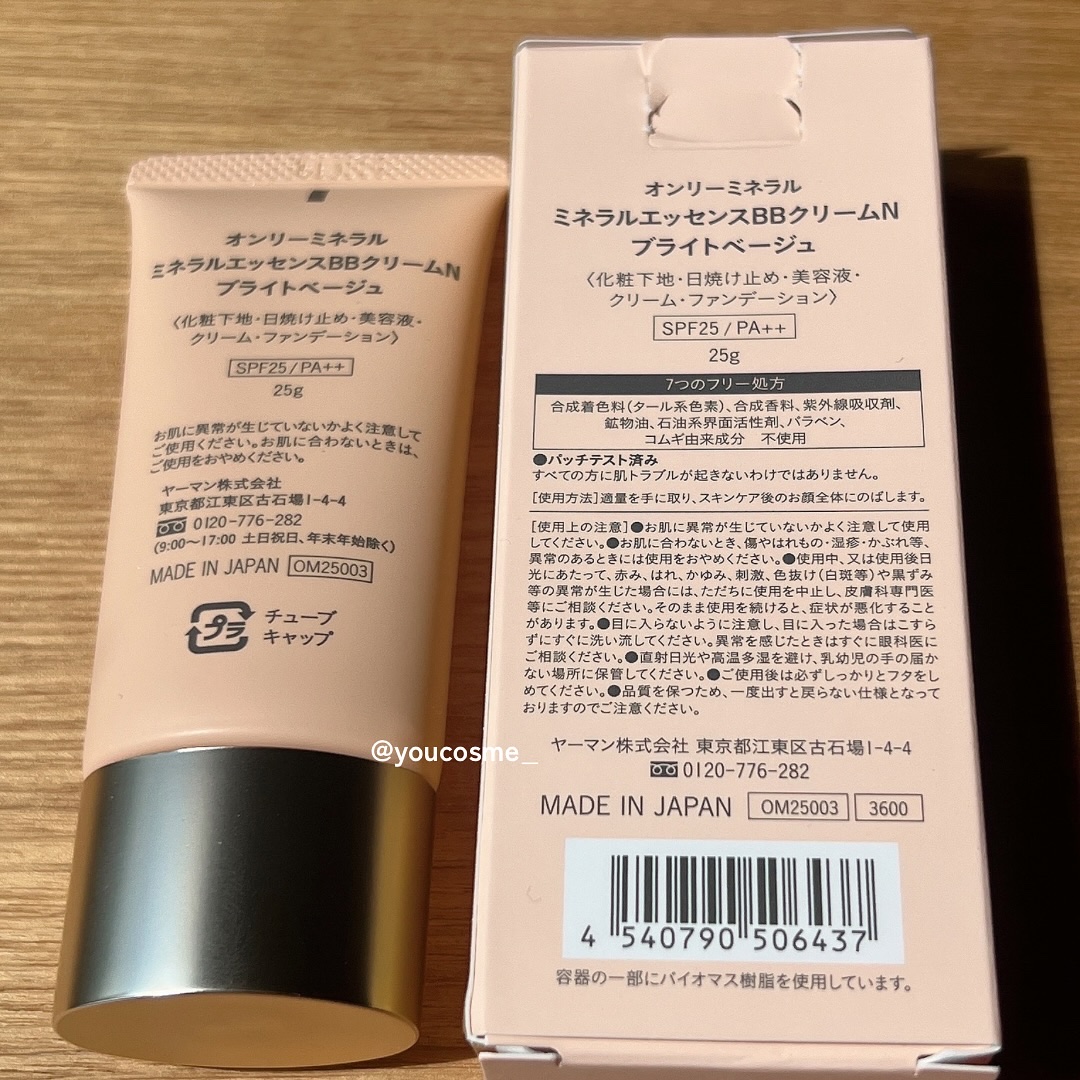 オンリーミネラル
ミネラルエッセンスBBクリームN
ブライトベージュ
〈化粧下地・日焼け止め・美容液・
クリーム・ファンデーション〉
SPF25/PA++
25g
お肌に異常が生じていないかよく注意して
ご使用ください。お肌に合わないときは、
ご使用をおやめください。
ヤーマン株式会社
東京都江東区古石場1-4-4
0120-776-282
(9:00〜17:00 土日祝日、年末年始除く)
MADE IN JAPAN OM25003
プラ
チューブ
キャップ
@youcosme_
オンリーミネラル
ミネラルエッセンスBBクリームN
ブライトベージュ
〈化粧下地・日焼け止め・美容液・
クリーム・ファンデーション〉
SPF25/PA++
25g
7つのフリー処方
合成着色料(タール系色素)、合成香料、紫外線吸収剤、
鉱物油、石油系界面活性剤、パラベン、
コムギ由来成分 不使用
●パッチテスト済み
すべての方に肌トラブルが起きないわけではありません。
[使用方法]適量を手に取り、スキンケア後のお顔全体にのばします。
[使用上の注意]●お肌に異常が生じていないかよく注意して使用
してください。●お肌に合わないとき、傷やはれもの・湿疹・かぶれ等、
異常のあるときには使用をおやめください。●使用中、又は使用後日
光にあたって、赤み、はれ、かゆみ、刺激、色抜け(白斑等)や黒ずみ
等の異常が生じた場合には、ただちに使用を中止し、皮膚科専門医
等にご相談ください。そのまま使用を続けると、症状が悪化すること
があります。●目に入らないように注意し、目に入った場合はこすら
ずにすぐに洗い流してください。異常を感じたときはすぐに眼科医に
ご相談ください。●直射日光や高温多湿を避け、乳幼児の手の届か
ない場所に保管してください。●ご使用後は必ずしっかりとフタをし
めてください。●品質を保つため、一度出すと戻らない仕様となって
おりますのでご注意ください。
ヤーマン株式会社 東京都江東区古石場1-4-4
0120-776-282
MADE IN JAPAN OM25003 3600
4 540790 506437
容器の一部にバイオマス樹脂を使用しています。